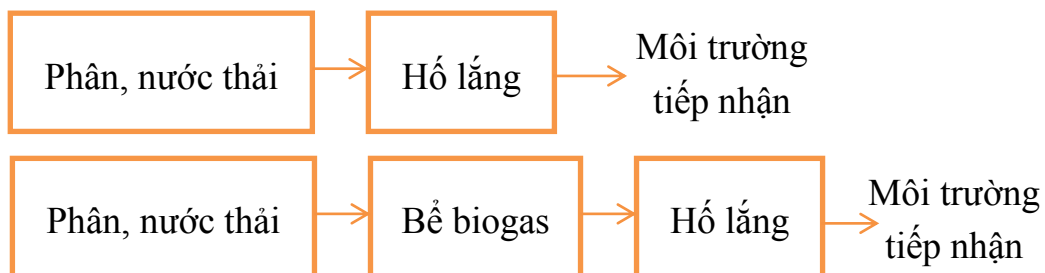 Phân, nước thải
Hố lắng
Môi trường
tiếp nhận
Phân, nước thải
Bể biogas
Hố lắng
Môi trường
tiếp nhận